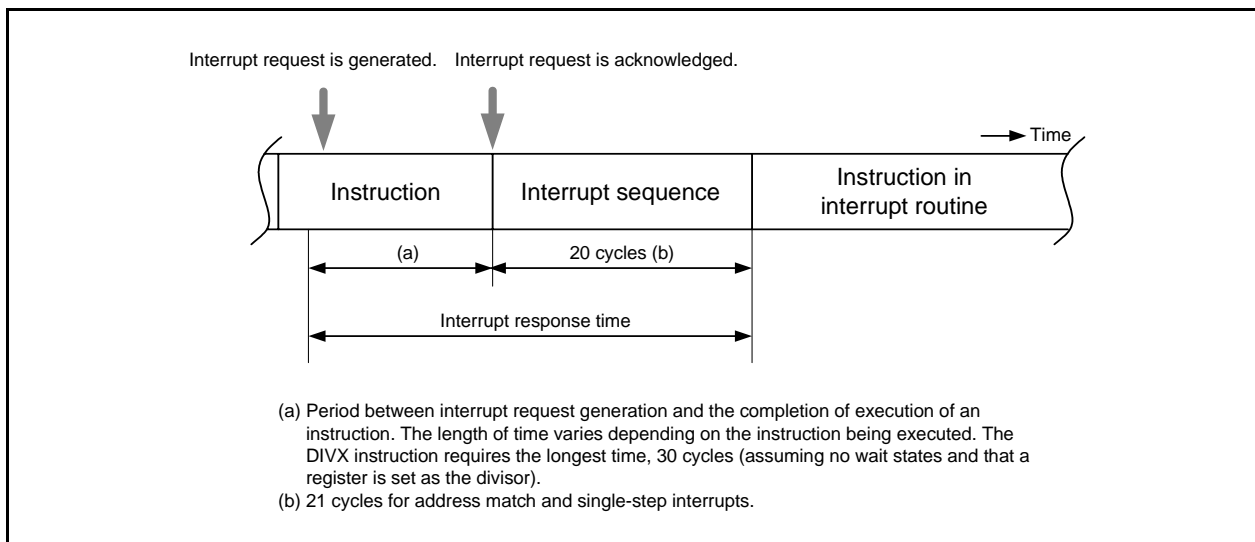 Interrupt request is generated. Interrupt request is acknowledged.
Time
Instruction
Interrupt sequence
Instruction in
interrupt routine
(a)
20 cycles (b)
Interrupt response time
(a) Period between interrupt request generation and the completion of execution of an
instruction. The length of time varies depending on the instruction being executed. The
DIVX instruction requires the longest time, 30 cycles (assuming no wait states and that a
register is set as the divisor).
(b) 21 cycles for address match and single-step interrupts.